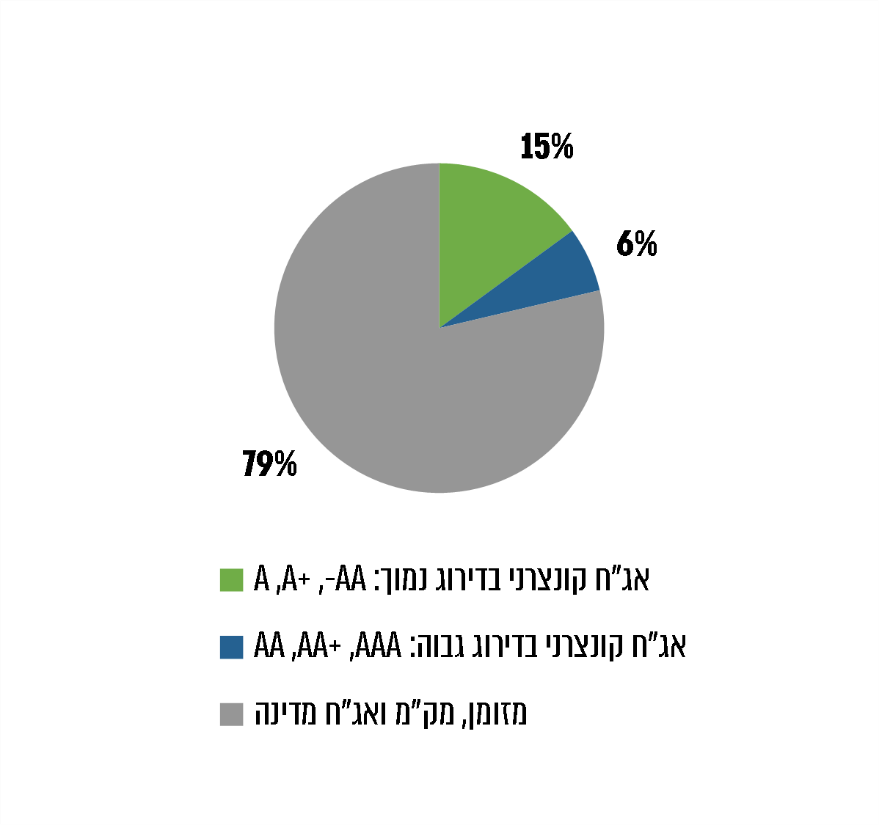 15%
6%
79%
אג"ח קונצרני בדירוג נמוך: AA-, A+, A
אג"ח קונצרני בדירוג גבוה: AAA, AA+, AA
מזומן, מק"מ ואג"ח מדינה